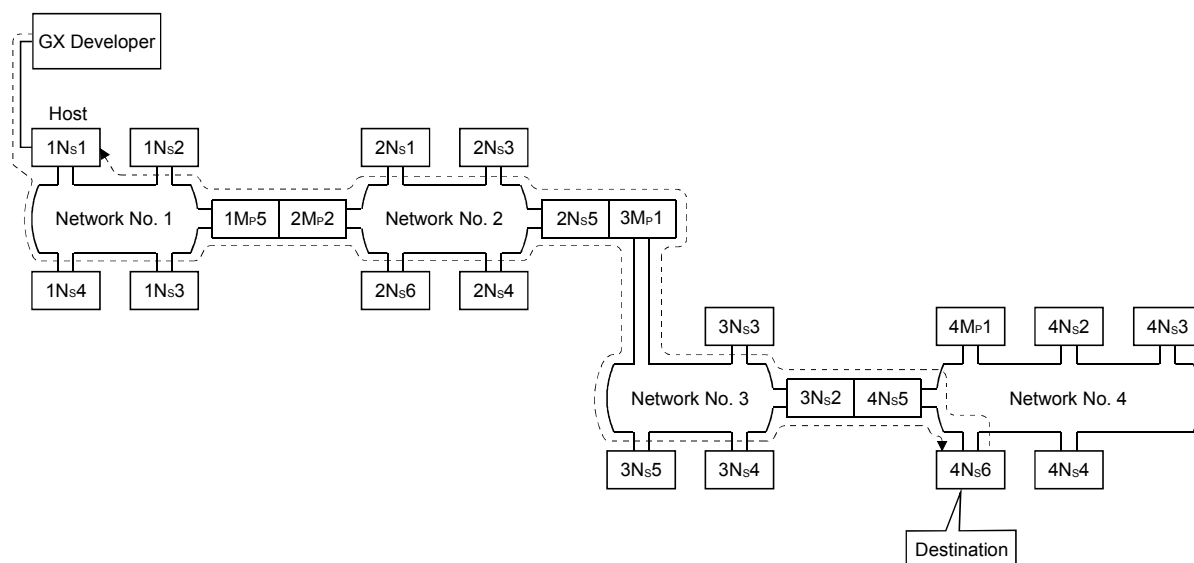 GX Developer
Host
1Ns1
1Ns2
2Ns1
2Ns3
Network No. 1
1MP5
2MP2
Network No. 2
2Ns5
3MP1
1Ns4
1Ns3
2Ns6
2Ns4
3Ns3
4MP1
4Ns2
4Ns3
Network No. 3
3Ns2
4Ns5
Network No. 4
3Ns5
3Ns4
4Ns6
4Ns4
Destination